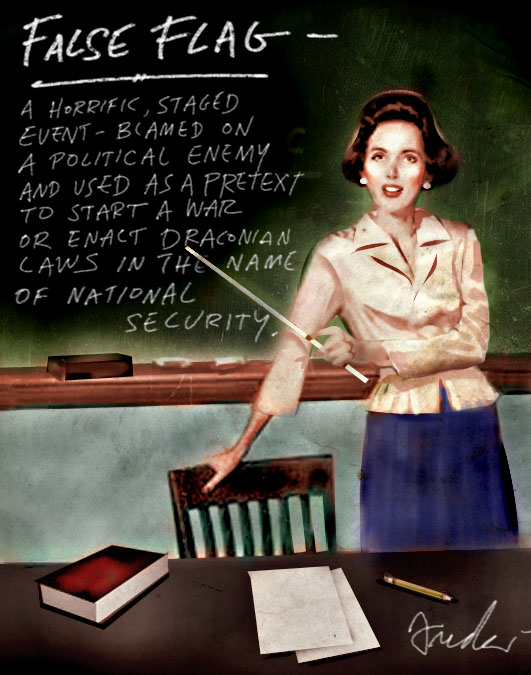 FALSE FLAG —
A HORRIFIC, STAGED
EVENT - BLAMED ON
A POLITICAL ENEMY
AND USED AS A PRETEXT
TO START A WAR
OR ENACT DRACONIAN
LAWS IN THE NAME
OF NATIONAL
SECURITY.